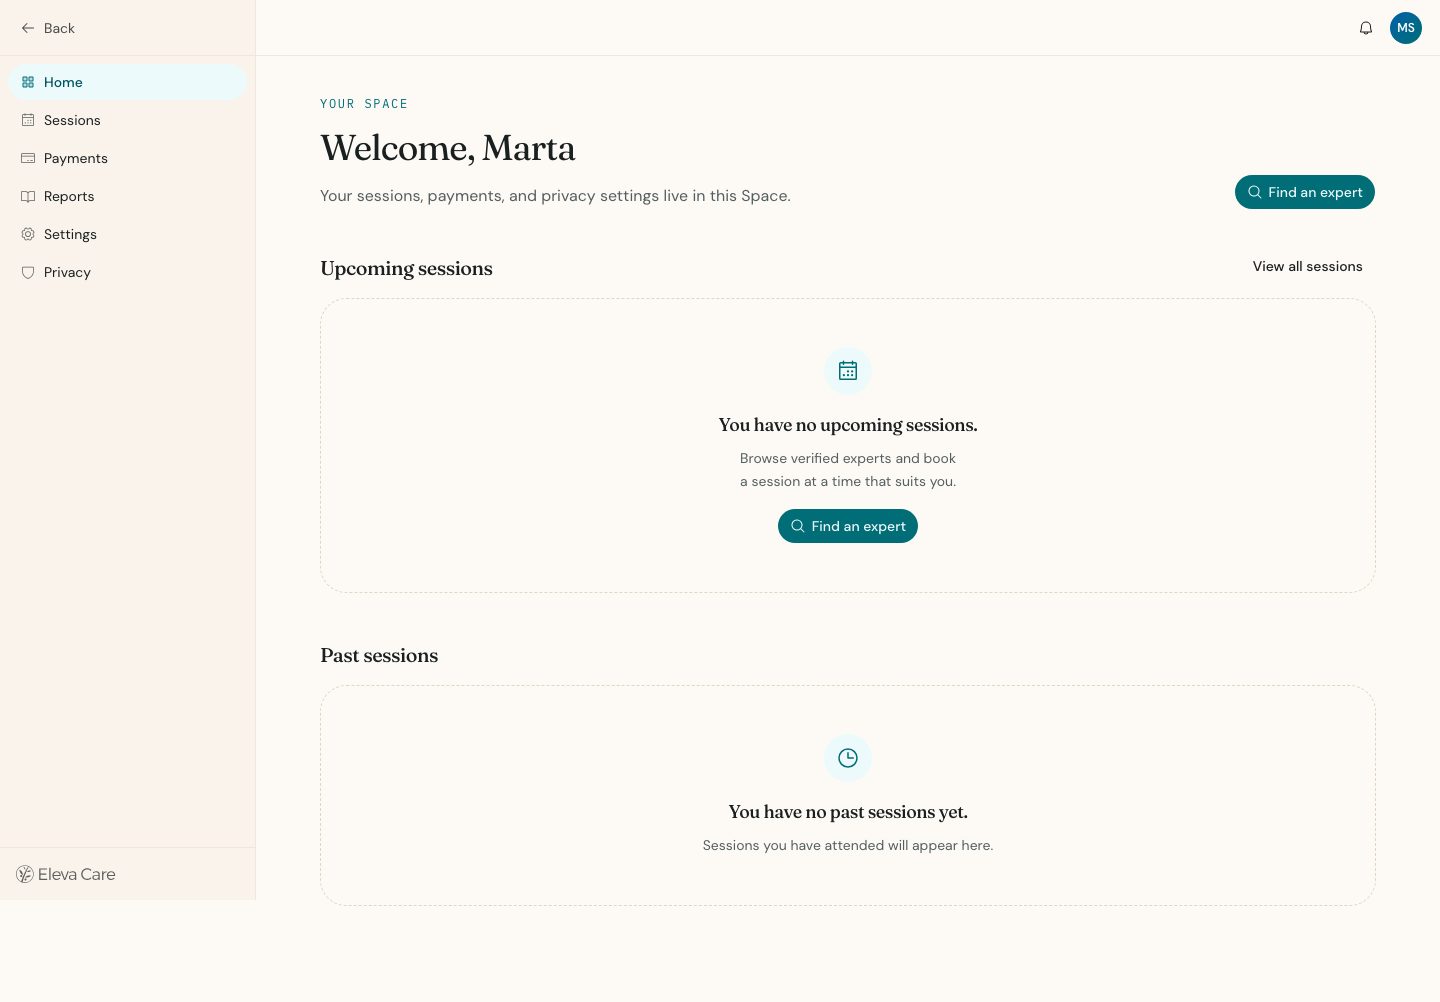 Back
MS
Home
Sessions
Payments
Reports
Settings
Privacy
YOUR SPACE
Welcome, Marta
Your sessions, payments, and privacy settings live in this Space.
Find an expert
Upcoming sessions
View all sessions
You have no upcoming sessions.
Browse verified experts and book
a session at a time that suits you.
Find an expert
Past sessions
You have no past sessions yet.
Sessions you have attended will appear here.
Eleva Care